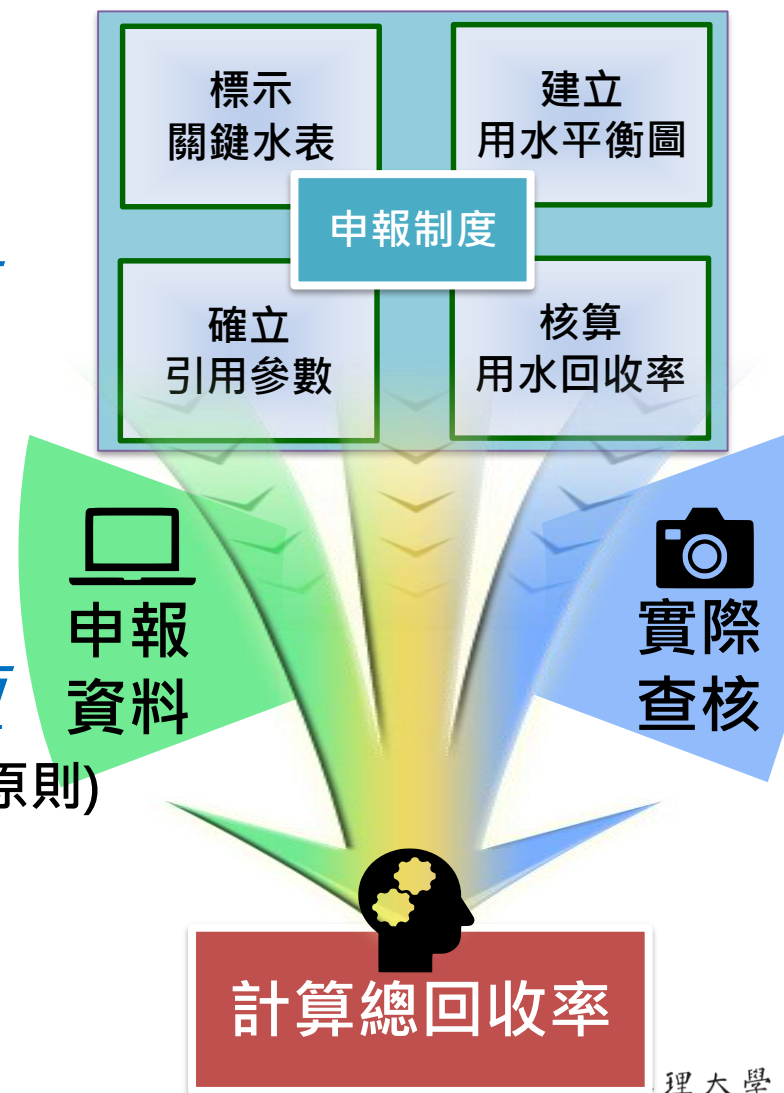 標示
關鍵水表
建立
用水平衡圖
申報制度
確立
引用參數
核算
用水回收率
申報
資料
實際
查核
原則)
計算總回收率
理大學